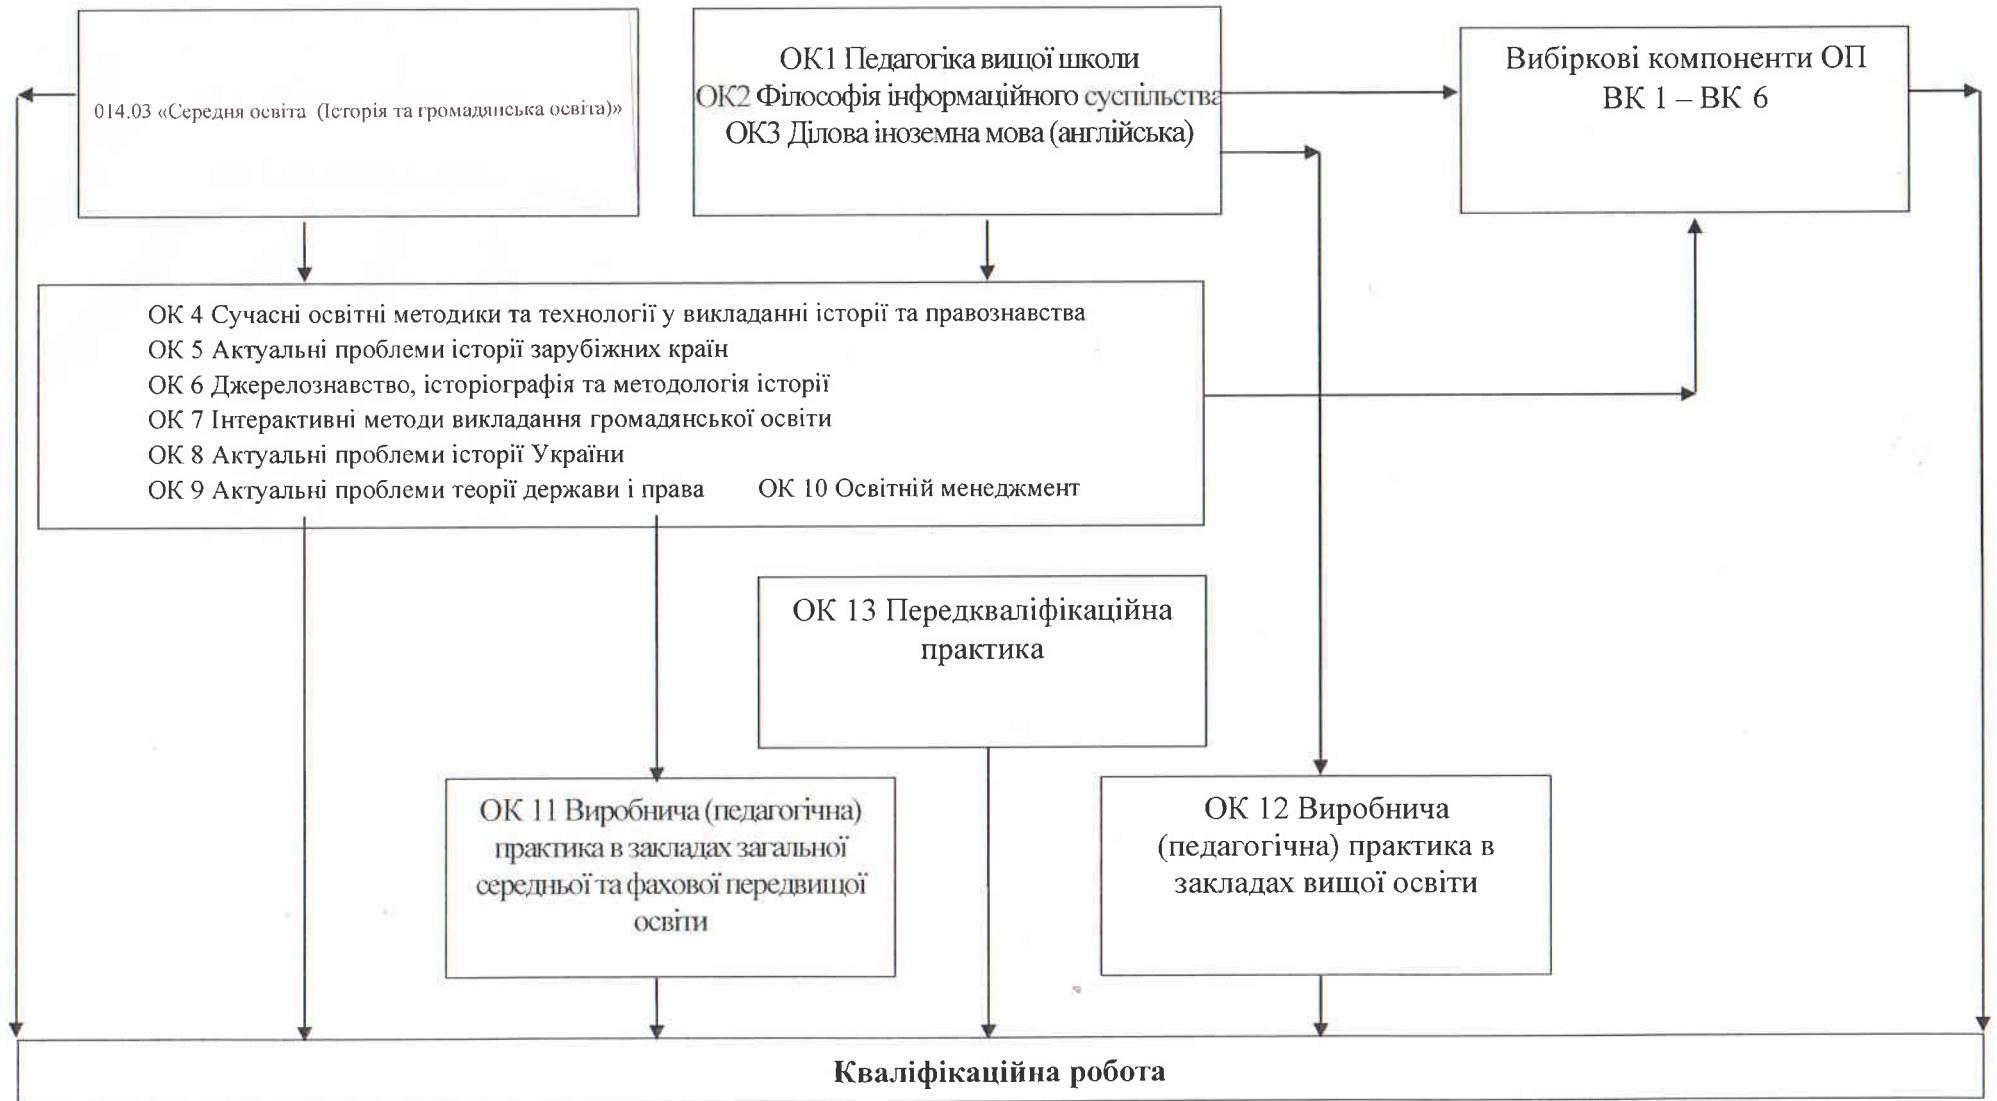 014.03 «Середня освіта (Історія та громадянська освіта)»
ОК1 Педагогіка вищої школи
ОК2 Філософія інформаційного суспільства
ОК3 Ділова іноземна мова (англійська)
Вибіркові компоненти ОП
ВК 1 – ВК 6
ОК 4 Сучасні освітні методики та технології у викладанні історії та правознавства
ОК 5 Актуальні проблеми історії зарубіжних країн
ОК 6 Джерелознавство, історіографія та методологія історії
ОК 7 Інтерактивні методи викладання громадянської освіти
ОК 8 Актуальні проблеми історії України
ОК 9 Актуальні проблеми теорії держави і права ОК 10 Освітній менеджмент
ОК 13 Передкваліфікаційна
практика
ОК 11 Виробнича (педагогічна)
практика в закладах загальної
середньої та фахової передвищої
освіти
ОК 12 Виробнича
(педагогічна) практика в
закладах вищої освіти
Кваліфікаційна робота